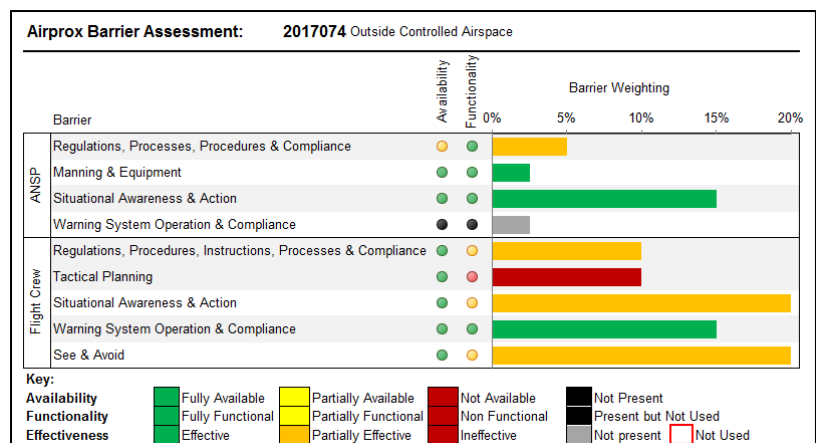 Airprox Barrier Assessment: 2017074 Outside Controlled Airspace
Barrier Availability Functionality Barrier Weighting
0% 5% 10% 15% 20%
ANSP
Regulations, Processes, Procedures & Compliance
Manning & Equipment
Situational Awareness & Action
Warning System Operation & Compliance
Flight Crew
Regulations, Procedures, Instructions, Processes & Compliance
Tactical Planning
Situational Awareness & Action
Warning System Operation & Compliance
See & Avoid
Key:
Availability Fully Available Partially Available Not Available Not Present
Functionality Fully Functional Partially Functional Non Functional Present but Not Used
Effectiveness Effective Partially Effective Ineffective Not present Not Used